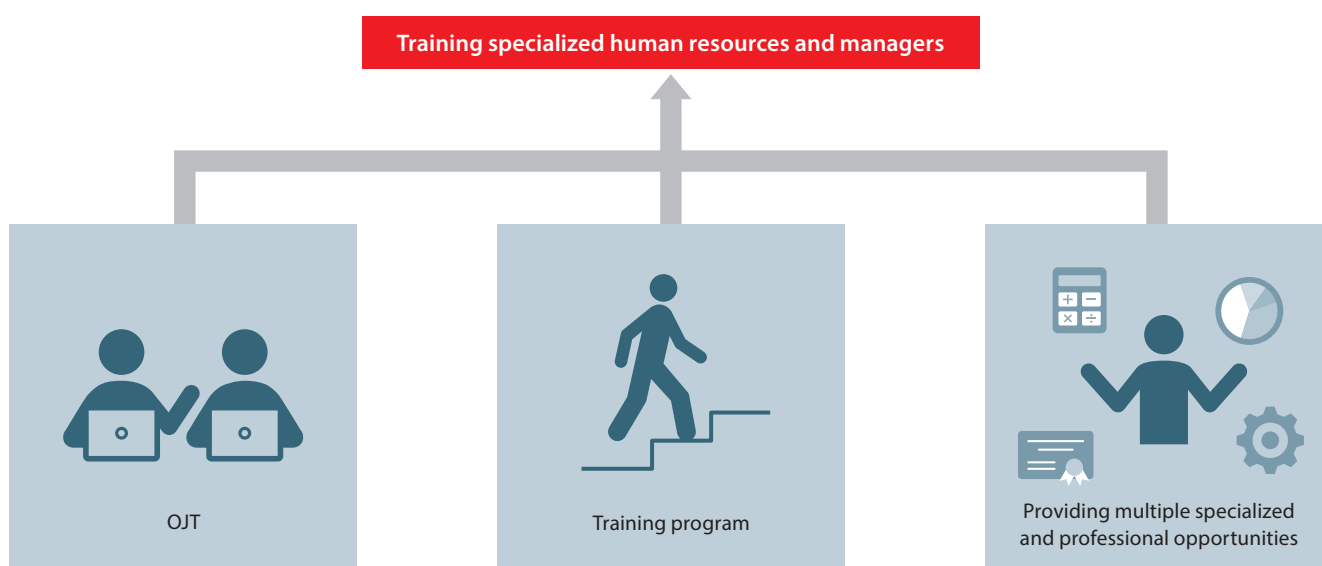 Training specialized human resources and managers
OJT
Training program
Providing multiple specialized
and professional opportunities